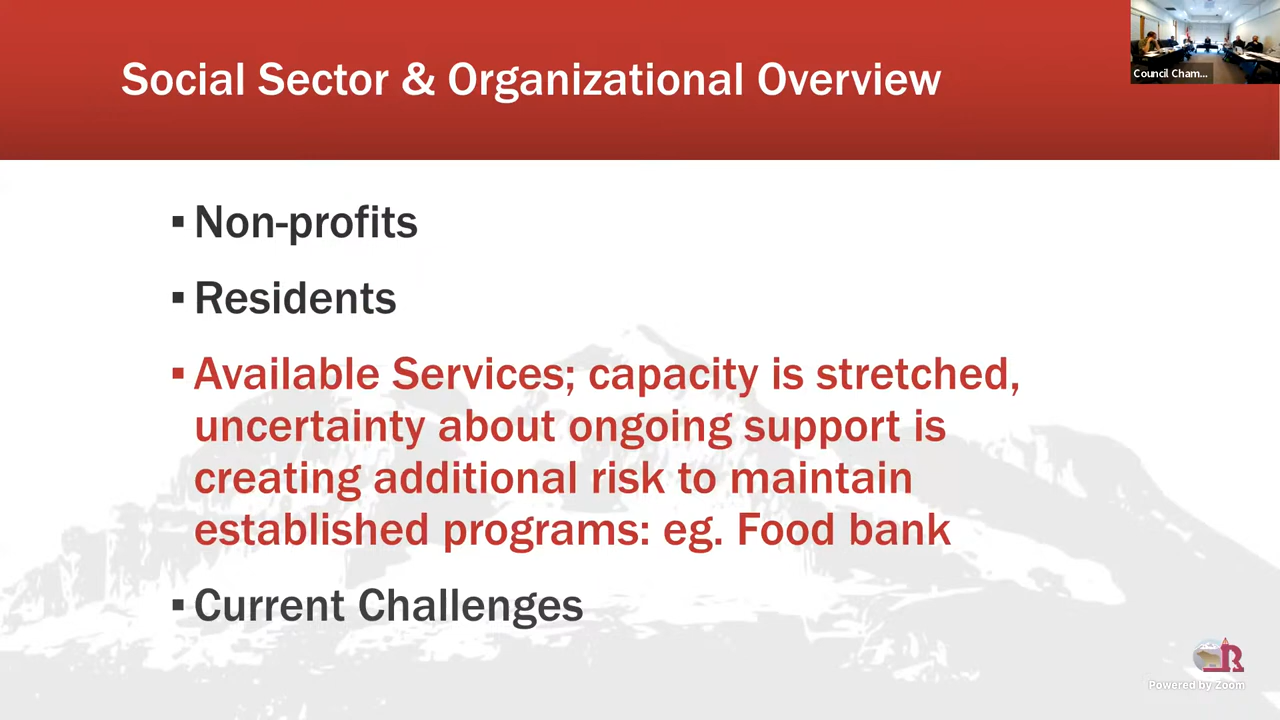 Social Sector & Organizational Overview
Council Cham...
▪ Non-profits
▪ Residents
▪ Available Services; capacity is stretched,
uncertainty about ongoing support is
creating additional risk to maintain
established programs: eg. Food bank
▪ Current Challenges
R
Powered by Zoom